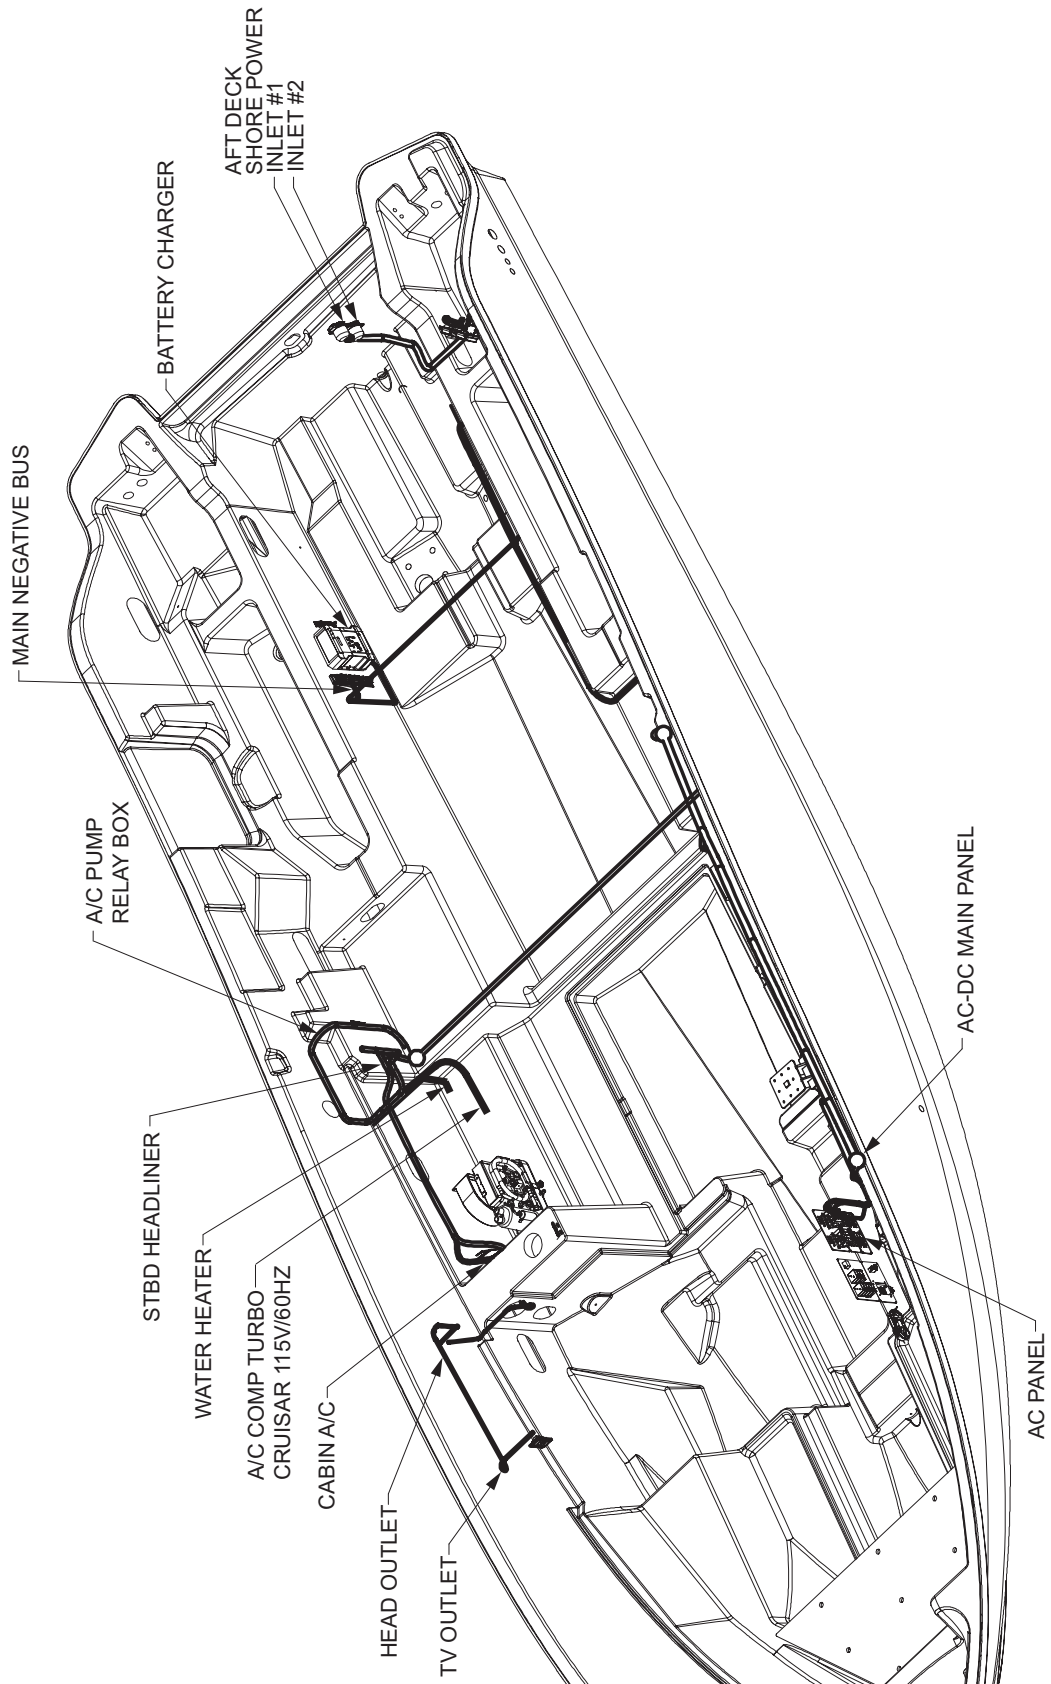 MAIN NEGATIVE BUS
BATTERY CHARGER
AFT DECK
SHORE POWER
INLET #1
INLET #2
A/C PUMP
RELAY BOX
STBD HEADLINER
WATER HEATER
A/C COMP TURBO
CRUISAR 115V/60HZ
CABIN A/C
HEAD OUTLET
TV OUTLET
AC-DC MAIN PANEL
AC PANEL